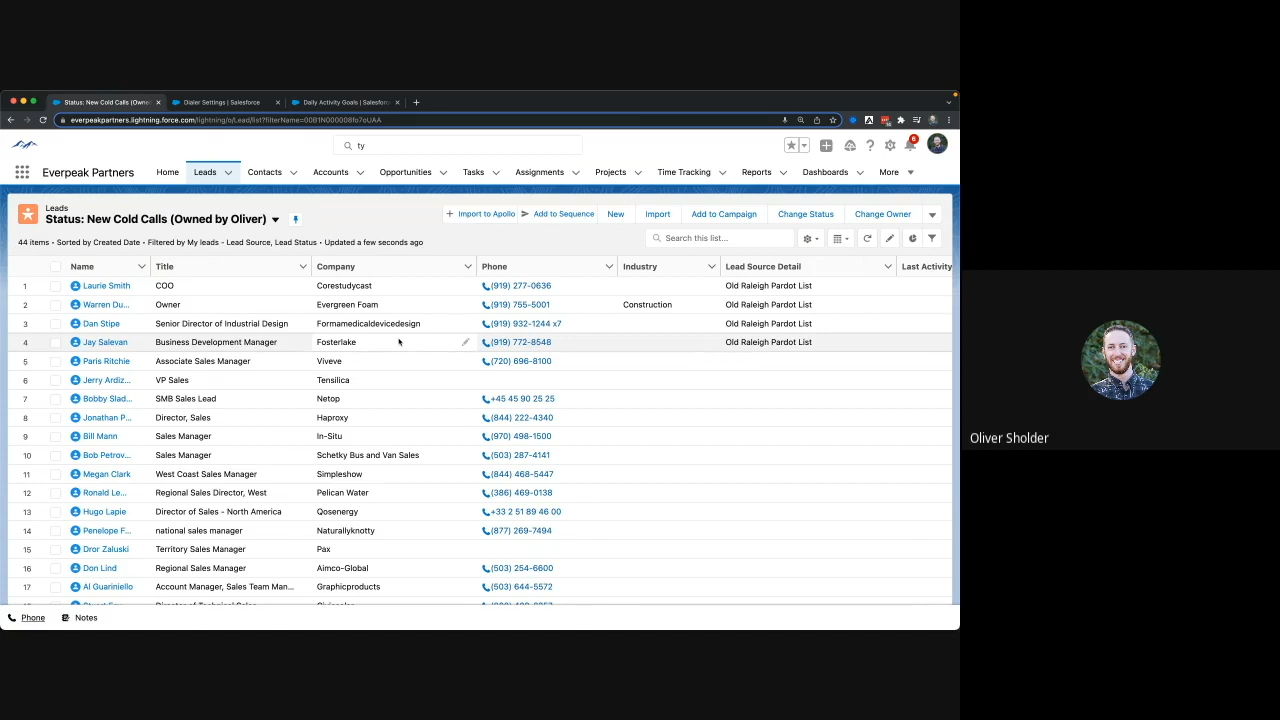 Status: New Cold Calls (Owne
Dialer Settings | Salesforce
Daily Activity Goals | Salesforc
everpeakpartners.lightning.force.com/lightning/o/Lead/list?filterName=00B1N000008fo7oUAA
ty
6
Everpeak Partners
Home Leads Contacts Accounts Opportunities Tasks Assignments Projects Time Tracking Reports Dashboards More
Leads
Status: New Cold Calls (Owned by Oliver)
Import to Apollo Add to Sequence New Import Add to Campaign Change Status Change Owner
44 items • Sorted by Created Date • Filtered by My leads - Lead Source, Lead Status • Updated a few seconds ago
Search this list...
Name Title Company Phone Industry Lead Source Detail Last Activity
1 Laurie Smith COO Corestudycast (919) 277-0636 Old Raleigh Pardot List
2 Warren Du... Owner Evergreen Foam (919) 755-5001 Construction Old Raleigh Pardot List
3 Dan Stipe Senior Director of Industrial Design Formamedicaldevicedesign (919) 932-1244 x7 Old Raleigh Pardot List
4 Jay Salevan Business Development Manager Fosterlake (919) 772-8548 Old Raleigh Pardot List
5 Paris Ritchie Associate Sales Manager Viveve (720) 696-8100
6 Jerry Ardiz... VP Sales Tensilica
7 Bobby Slad... SMB Sales Lead Netop +45 45 90 25 25
8 Jonathan P... Director, Sales Haproxy (844) 222-4340
9 Bill Mann Sales Manager In-Situ (970) 498-1500
10 Bob Petrov... Sales Manager Schetky Bus and Van Sales (503) 287-4141
11 Megan Clark West Coast Sales Manager Simpleshow (844) 468-5447
12 Ronald Le... Regional Sales Director, West Pelican Water (386) 469-0138
13 Hugo Lapie Director of Sales - North America Qosenergy +33 2 51 89 46 00
14 Penelope F... national sales manager Naturallyknotty (877) 269-7494
15 Dror Zaluski Territory Sales Manager Pax
16 Don Lind Regional Sales Manager Aimco-Global (503) 254-6600
17 Al Guariniello Account Manager, Sales Team Man... Graphicproducts (503) 644-5572
Phone Notes
Oliver Sholder